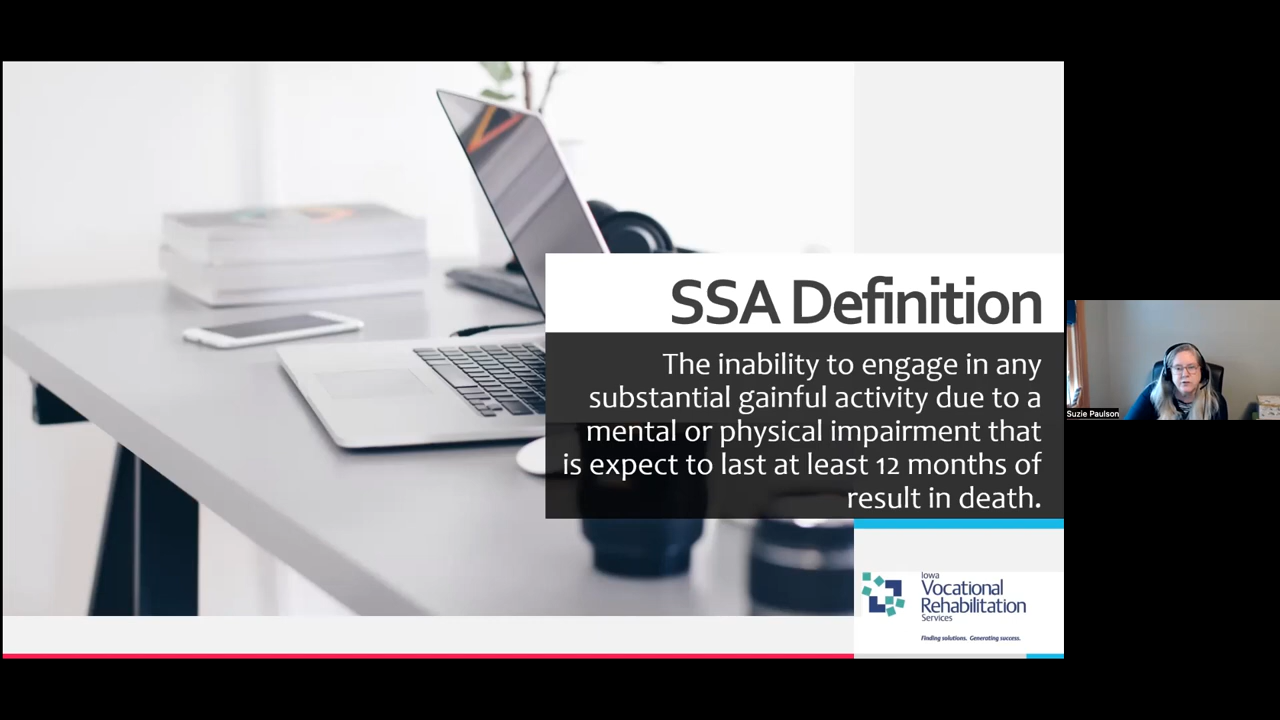 SSA Definition
The inability to engage in any
substantial gainful activity due to a
mental or physical impairment that
is expect to last at least 12 months of
result in death.
Iowa
Vocational
Rehabilitation
Services
Finding solutions. Generating success.
Suzie Paulson